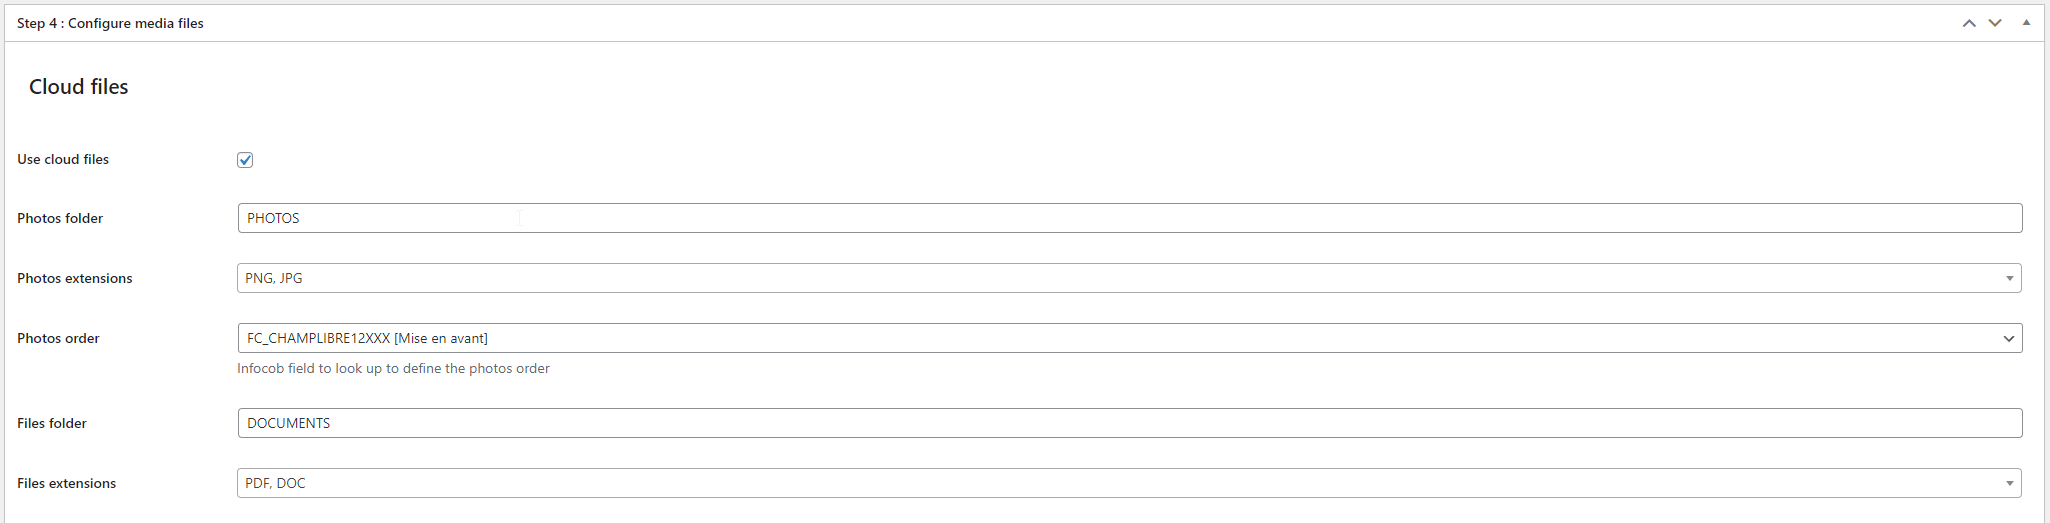 Step 4 : Configure media files
Cloud files
Use cloud files
Photos folder
PHOTOS
Photos extensions
PNG, JPG
Photos order
FC_CHAMPLIBRE12XXX [Mise en avant]
Infocob field to look up to define the photos order
Files folder
DOCUMENTS
Files extensions
PDF, DOC